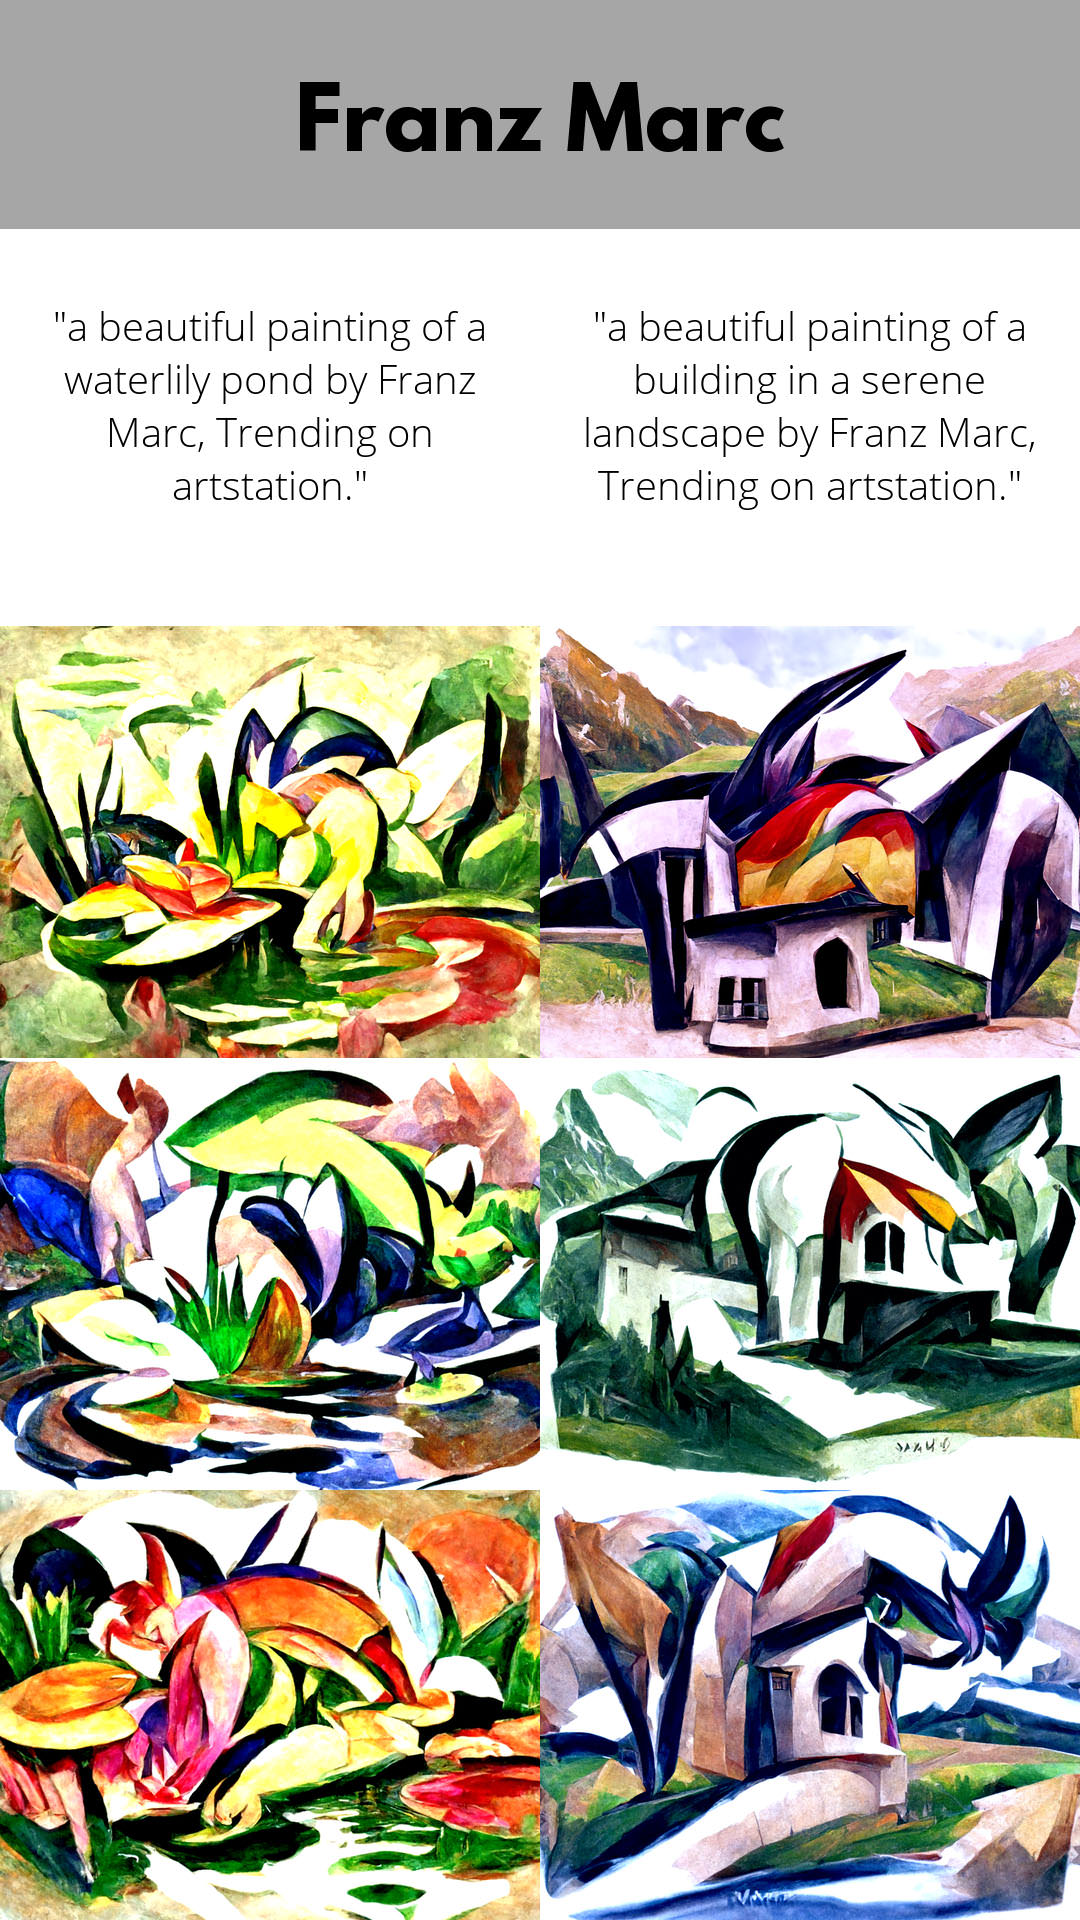 Franz Marc
"a beautiful painting of a
waterlily pond by Franz
Marc, Trending on
artstation."
"a beautiful painting of a
building in a serene
landscape by Franz Marc,
Trending on artstation."